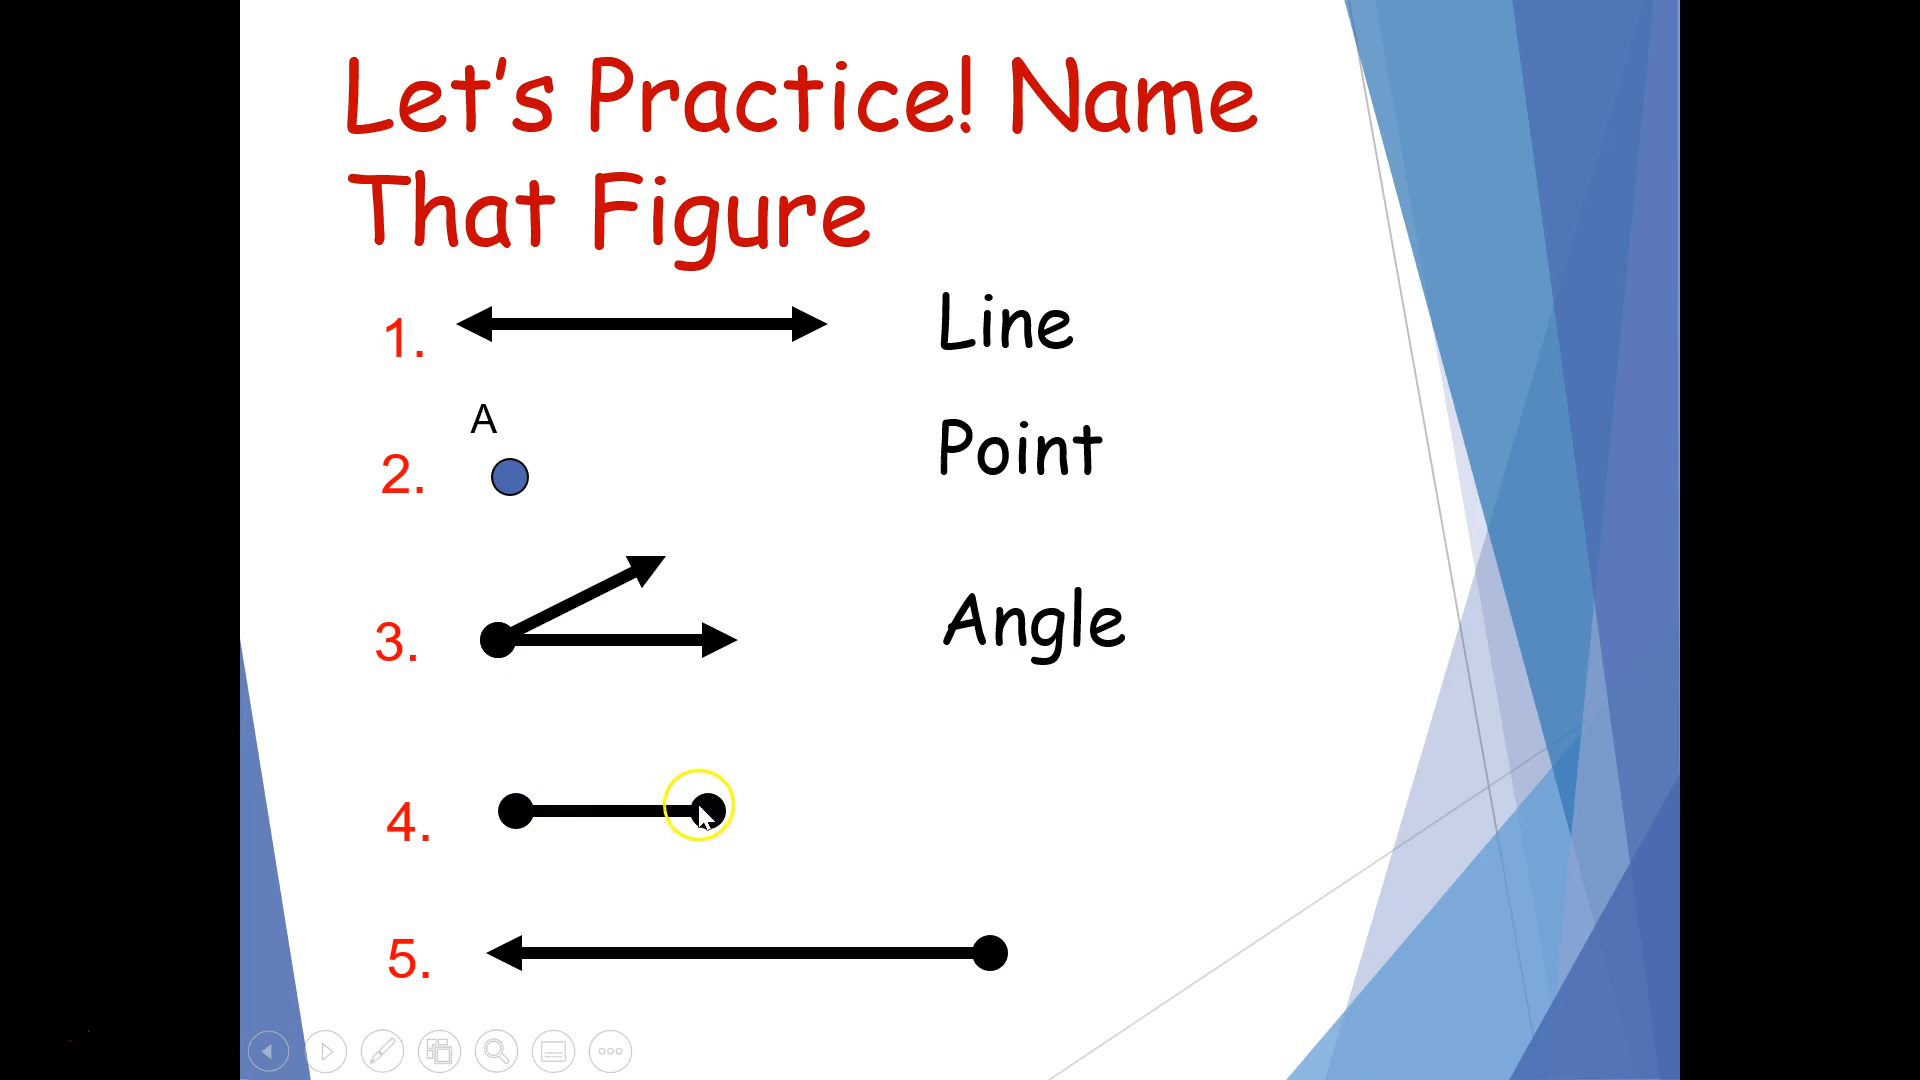 Let's Practice! Name
That Figure
1. Line
A
2. Point
3. Angle
4.
5.